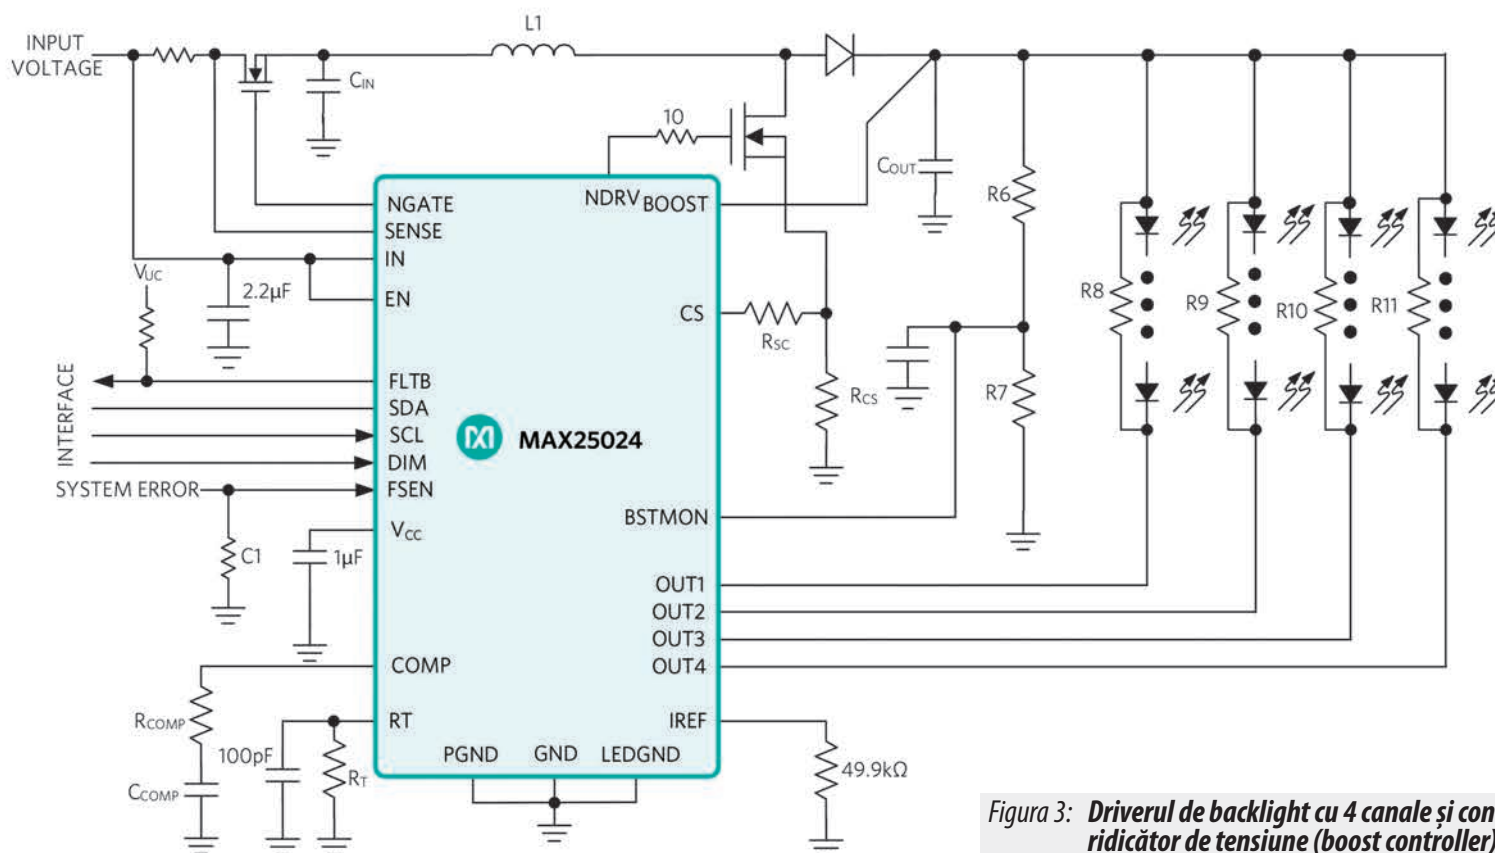 L1
INPUT
VOLTAGE
CIN
10
COUT
NGATE
NDRV
BOOST
SENSE
IN
EN
VUC
2.2µF
R6
R8
R9
R10
R11
CS
RSC
RCS
R7
INTERFACE
FLTB
SDA
SCL
DIM
FSEN
SYSTEM ERROR
MAX25024
VCC
C1
1µF
BSTMON
OUT1
OUT2
OUT3
OUT4
COMP
RCOMP
CCOMP
RT
100pF
RT
IREF
49.9kΩ
PGND GND LEDGND
Figura 3: Driverul de backlight cu 4 canale și con
ridicător de tensiune (boost controller)